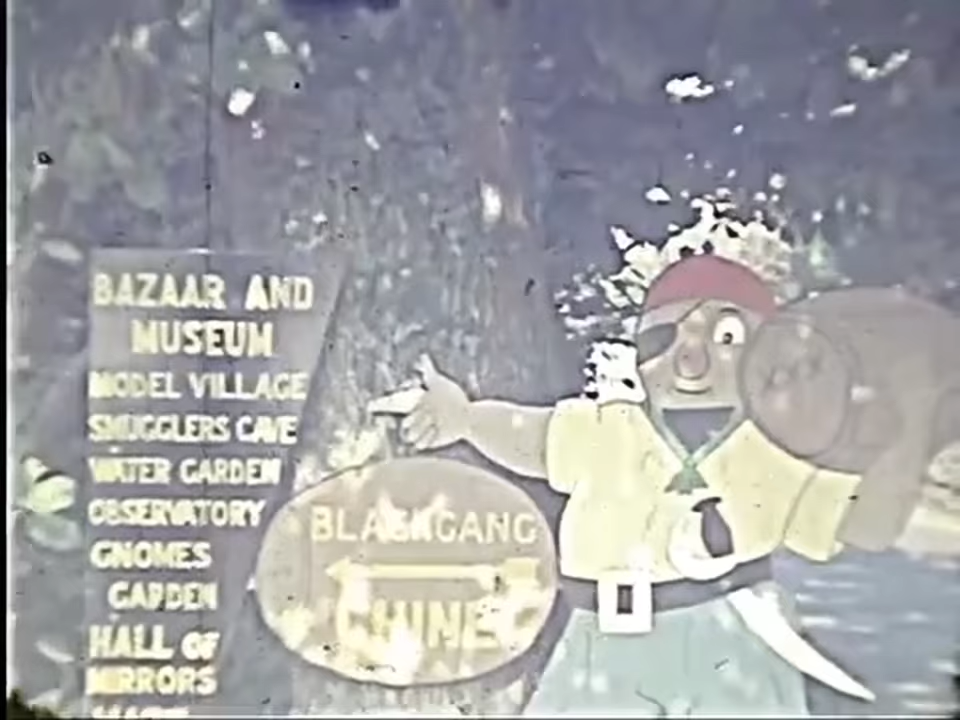 BAZAAR AND
MUSEUM
MODEL VILLAGE
SMUGGLERS CAVE
WATER GARDEN
OBSERVATORY
GNOMES
GARDEN
HALL OF
MIRRORS
BLACKGANG
CHINE